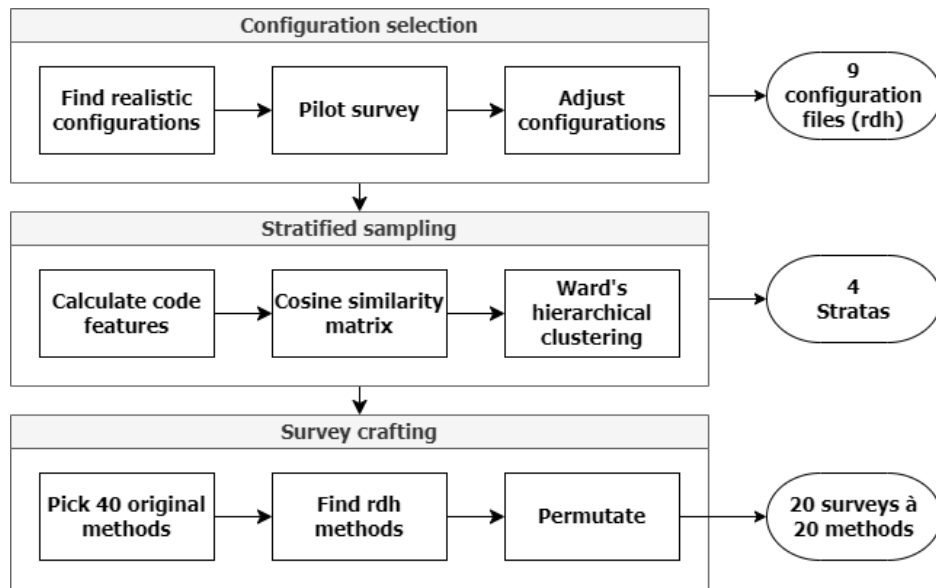 Configuration selection
Find realistic
configurations
Pilot survey
Adjust
configurations
9
configuration
files (rdh)
Stratified sampling
Calculate code
features
Cosine similarity
matrix
Ward's
hierarchical
clustering
4
Stratas
Survey crafting
Pick 40 original
methods
Find rdh
methods
Permutate
20 surveys à
20 methods